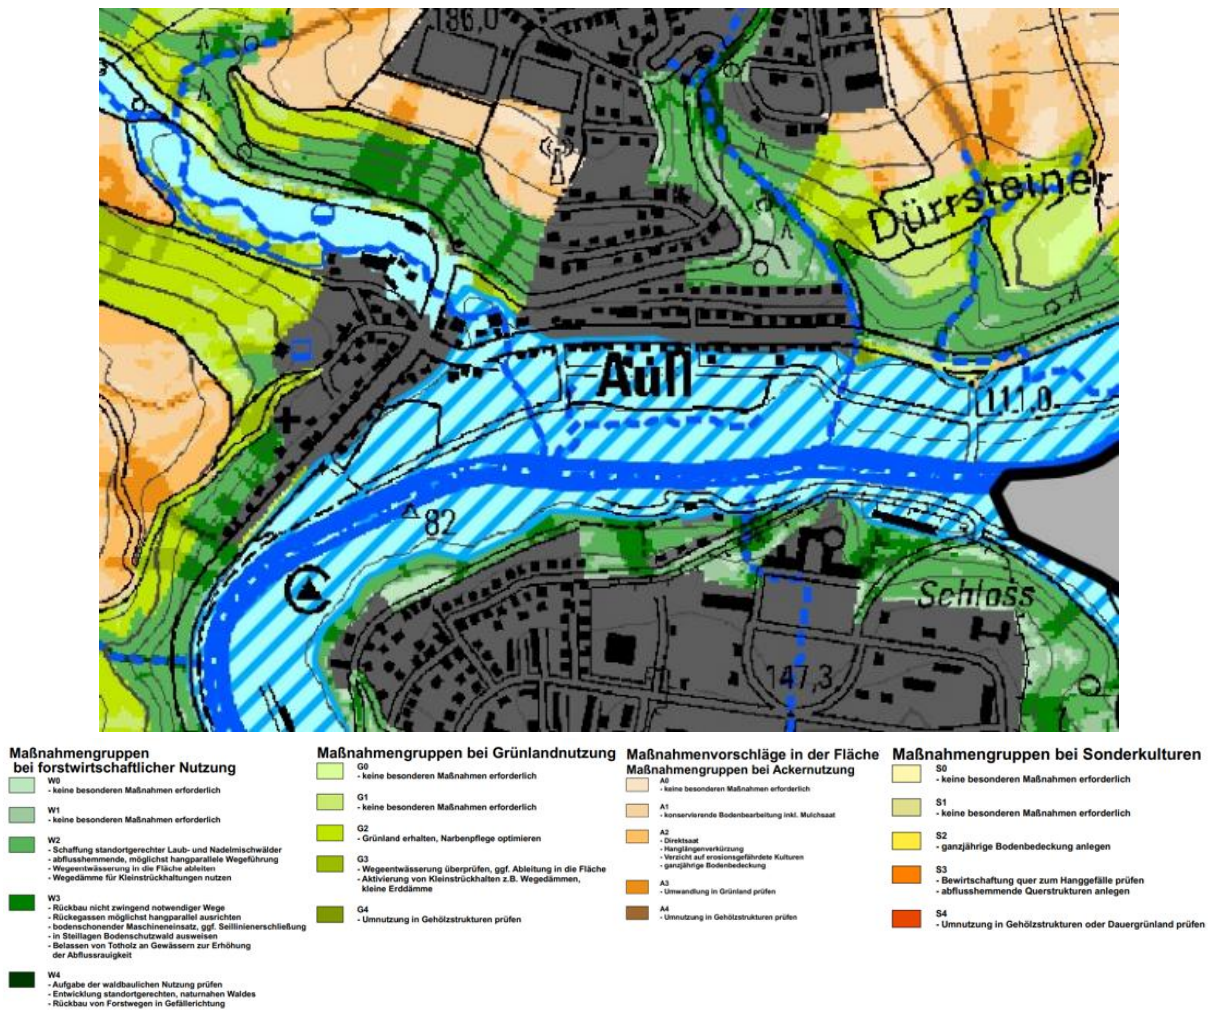 186,0
Dürrsteiner
Aull
111,0
82
Schloss
147,3
Maßnahmengruppen
bei forstwirtschaftlicher Nutzung
W0
- keine besonderen Maßnahmen erforderlich
W1
- keine besonderen Maßnahmen erforderlich
W2
- Schaffung standortgerechter Laub- und Nadelmischwälder
- abflusshemmende, möglichst hangparallele Wegeführung
- Wegeentwässerung in die Fläche ableiten
- Wegedämme für Kleinstrückhaltungen nutzen
W3
- Rückbau nicht zwingend notwendiger Wege
- Rückegassen möglichst hangparallel ausrichten
- bodenschonender Maschineneinsatz, ggf. Seillinienerschließung
- in Steillagen Bodenschutzwald ausweisen
- Belassen von Totholz an Gewässern zur Erhöhung
der Abflussrauigkeit
W4
- Aufgabe der waldbaulichen Nutzung prüfen
- Entwicklung standortgerechten, naturnahen Waldes
- Rückbau von Forstwegen in Gefällerichtung
Maßnahmengruppen bei Grünlandnutzung
G0
- keine besonderen Maßnahmen erforderlich
G1
- keine besonderen Maßnahmen erforderlich
G2
- Grünland erhalten, Narbenpflege optimieren
G3
- Wegeentwässerung überprüfen, ggf. Ableitung in die Fläche
- Aktivierung von Kleinstrückhalten z.B. Wegedämmen,
kleine Erddämme
G4
- Umnutzung in Gehölzstrukturen prüfen
Maßnahmenvorschläge in der Fläche
Maßnahmengruppen bei Ackernutzung
A0
- keine besonderen Maßnahmen erforderlich
A1
- konservierende Bodenbearbeitung inkl. Mulchsaat
A2
- Direktsaat
- Hanglängenverkürzung
- Verzicht auf erosionsgefährdete Kulturen
- ganzjährige Bodenbedeckung
A3
- Umwandlung in Grünland prüfen
A4
- Umnutzung in Gehölzstrukturen prüfen
Maßnahmengruppen bei Sonderkulturen
S0
- keine besonderen Maßnahmen erforderlich
S1
- keine besonderen Maßnahmen erforderlich
S2
- ganzjährige Bodenbedeckung anlegen
S3
- Bewirtschaftung quer zum Hanggefälle prüfen
- abflusshemmende Querstrukturen anlegen
S4
- Umnutzung in Gehölzstrukturen oder Dauergrünland prüfen